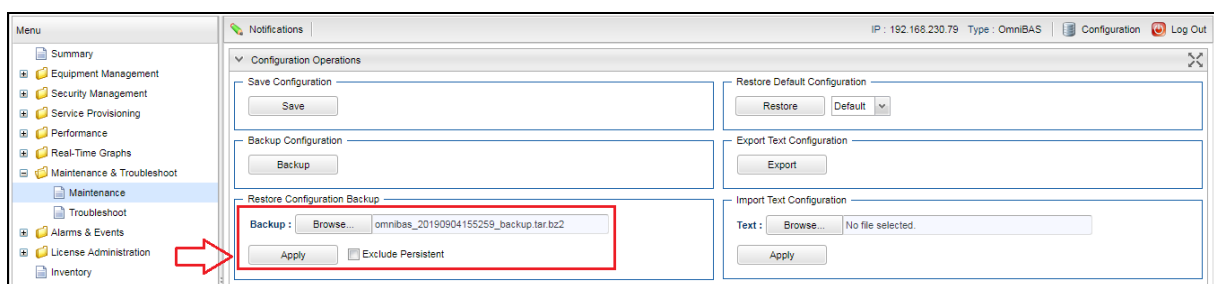 Menu
Summary
Equipment Management
Security Management
Service Provisioning
Performance
Real-Time Graphs
Maintenance & Troubleshoot
Maintenance
Troubleshoot
Alarms & Events
License Administration
Inventory
Notifications
IP : 192.168.230.79 Type : OmniBAS Configuration Log Out
Configuration Operations
Save Configuration
Save
Restore Default Configuration
Restore Default
Backup Configuration
Backup
Export Text Configuration
Export
Restore Configuration Backup
Backup : Browse... omnibas_20190904155259_backup.tar.bz2
Apply Exclude Persistent
Import Text Configuration
Text : Browse... No file selected.
Apply